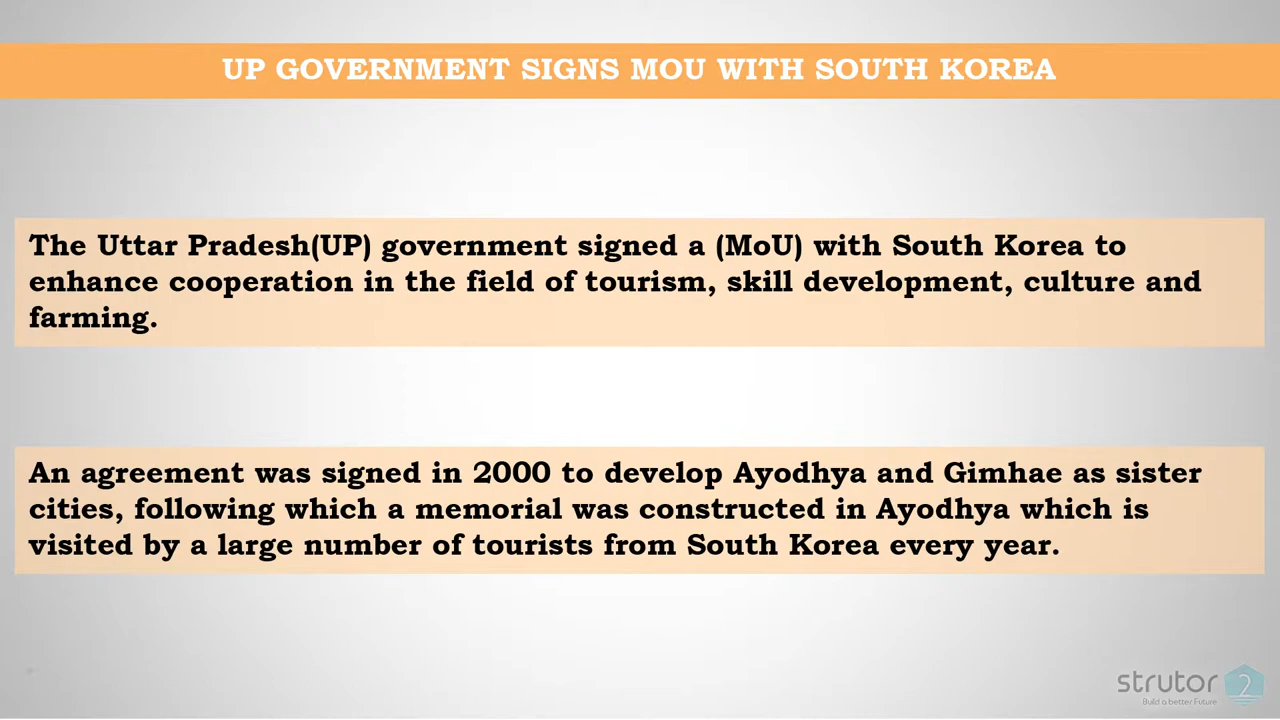 UP GOVERNMENT SIGNS MOU WITH SOUTH KOREA
The Uttar Pradesh(UP) government signed a (MoU) with South Korea to
enhance cooperation in the field of tourism, skill development, culture and
farming.
An agreement was signed in 2000 to develop Ayodhya and Gimhae as sister
cities, following which a memorial was constructed in Ayodhya which is
visited by a large number of tourists from South Korea every year.
strutor 2
Build a better Future